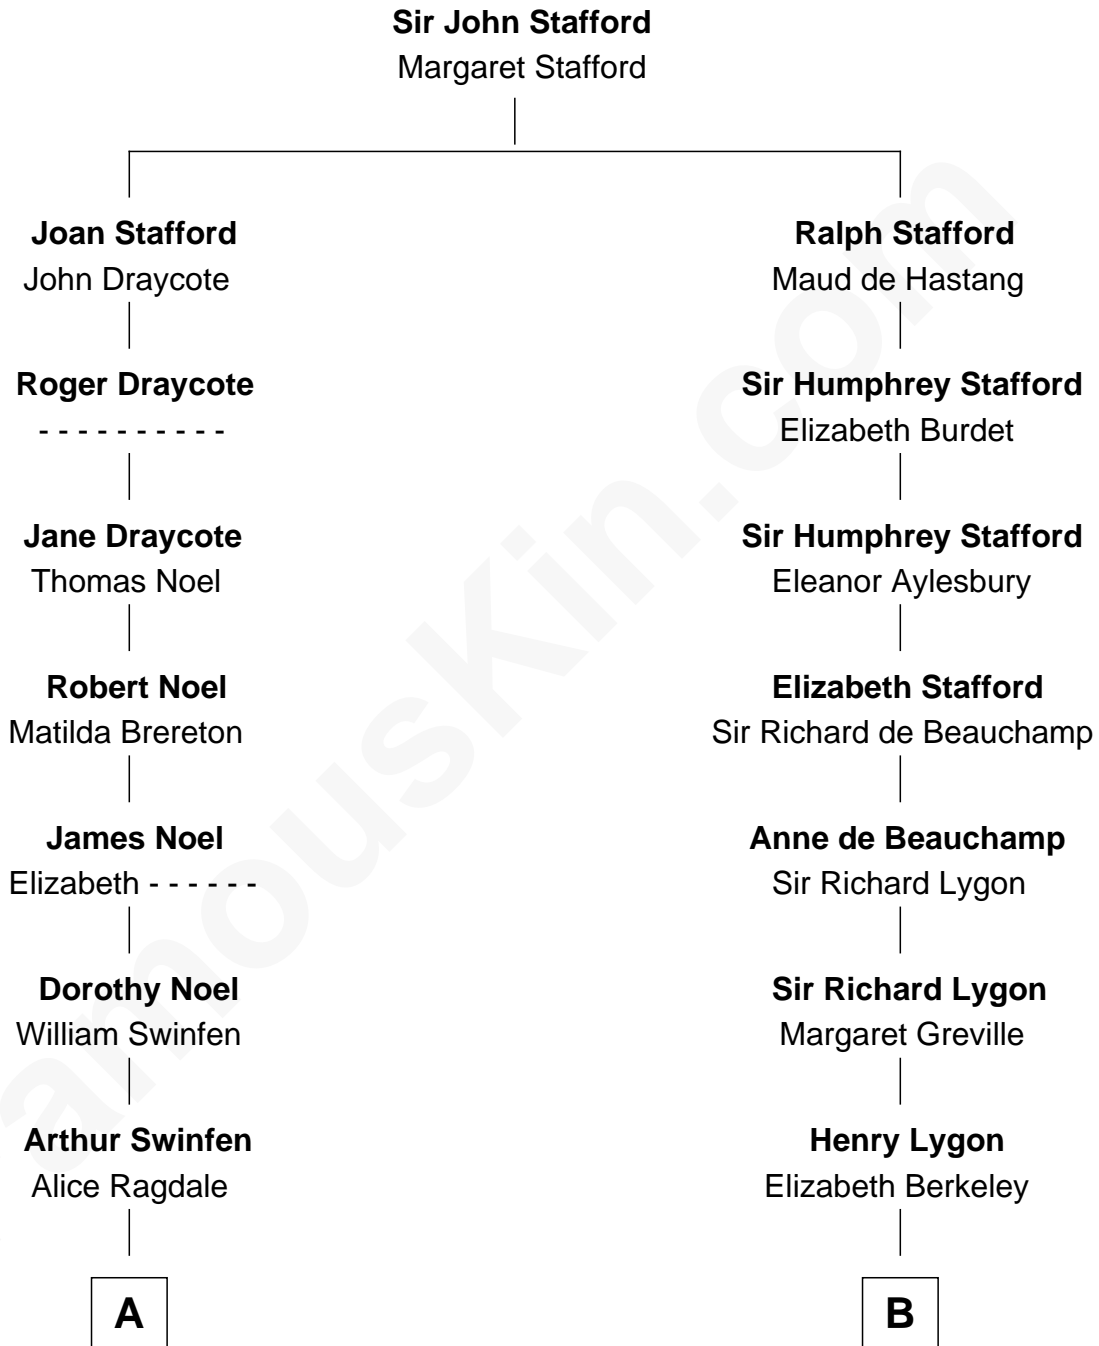 Sir John Stafford
Margaret Stafford
Joan Stafford
John Draycote
Ralph Stafford
Maud de Hastang
Roger Draycote
- - - - - - - - - -
Sir Humphrey Stafford
Elizabeth Burdet
Jane Draycote
Thomas Noel
Sir Humphrey Stafford
Eleanor Aylesbury
Robert Noel
Matilda Brereton
Elizabeth Stafford
Sir Richard de Beauchamp
James Noel
Elizabeth - - - - - -
Anne de Beauchamp
Sir Richard Lygon
Dorothy Noel
William Swinfen
Sir Richard Lygon
Margaret Greville
Arthur Swinfen
Alice Ragdale
Henry Lygon
Elizabeth Berkeley
A
B
amouskin.com